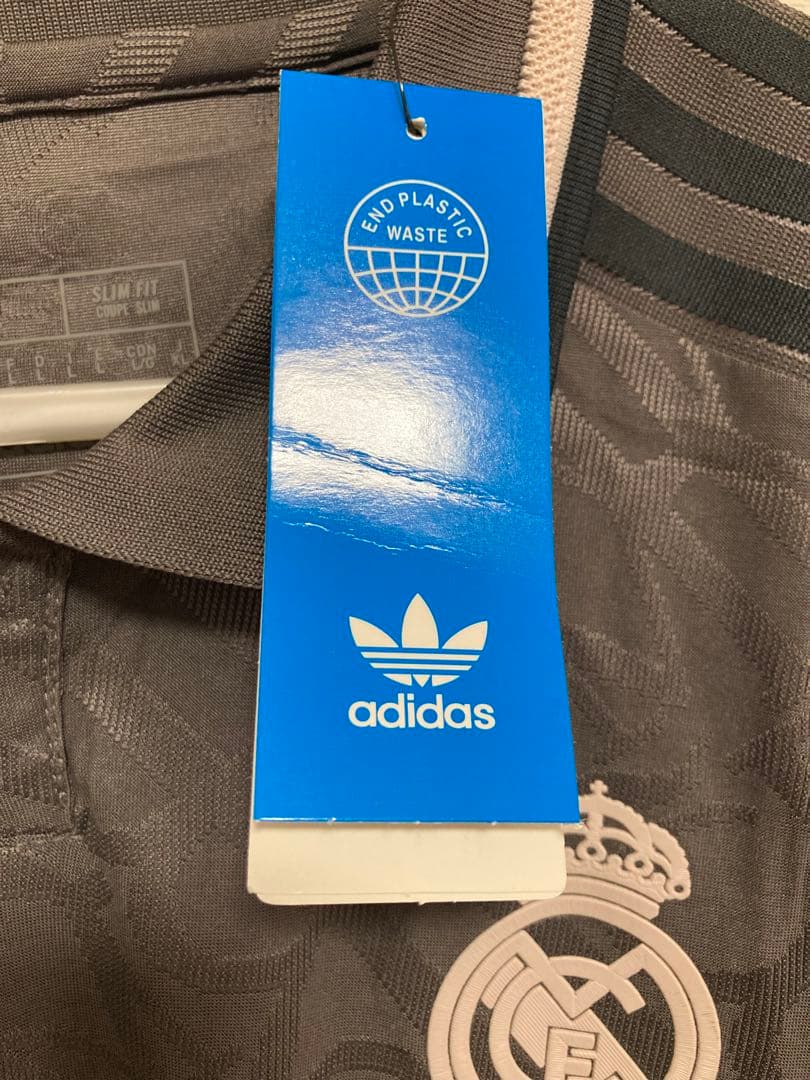 END PLASTIC
WASTE
SLIM FIT
COUPE SLIM
adidas